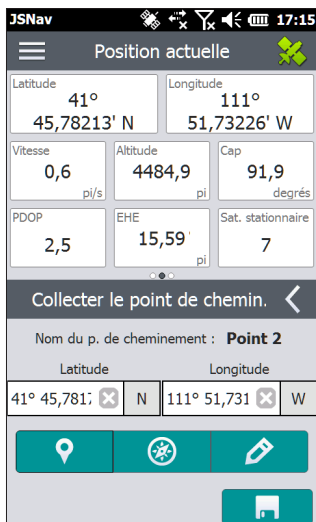 JSNav 17:15
Position actuelle
Latitude
41°
45,78213' N
Longitude
111°
51,73226' W
Vitesse
0,6
pi/s
Altitude
4484,9
pi
Cap
91,9
degrés
PDOP
2,5
EHE
15,59'
pi
Sat. stationnaire
7
Collecter le point de chemin.
Nom du p. de cheminement : Point 2
Latitude Longitude
41° 45,7817 N 111° 51,731 W